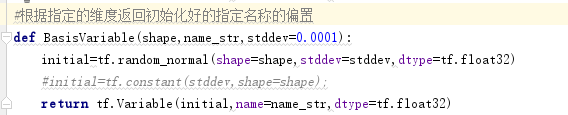 #根据指定的维度返回初始化好的指定名称的偏置
def BasisVariable(shape,name_str,stddev=0.0001):
    initial=tf.random_normal(shape=shape,stddev=stddev,dtype=tf.float32)
    #initial=tf.constant(stddev,shape=shape);
    return tf.Variable(initial,name=name_str,dtype=tf.float32)